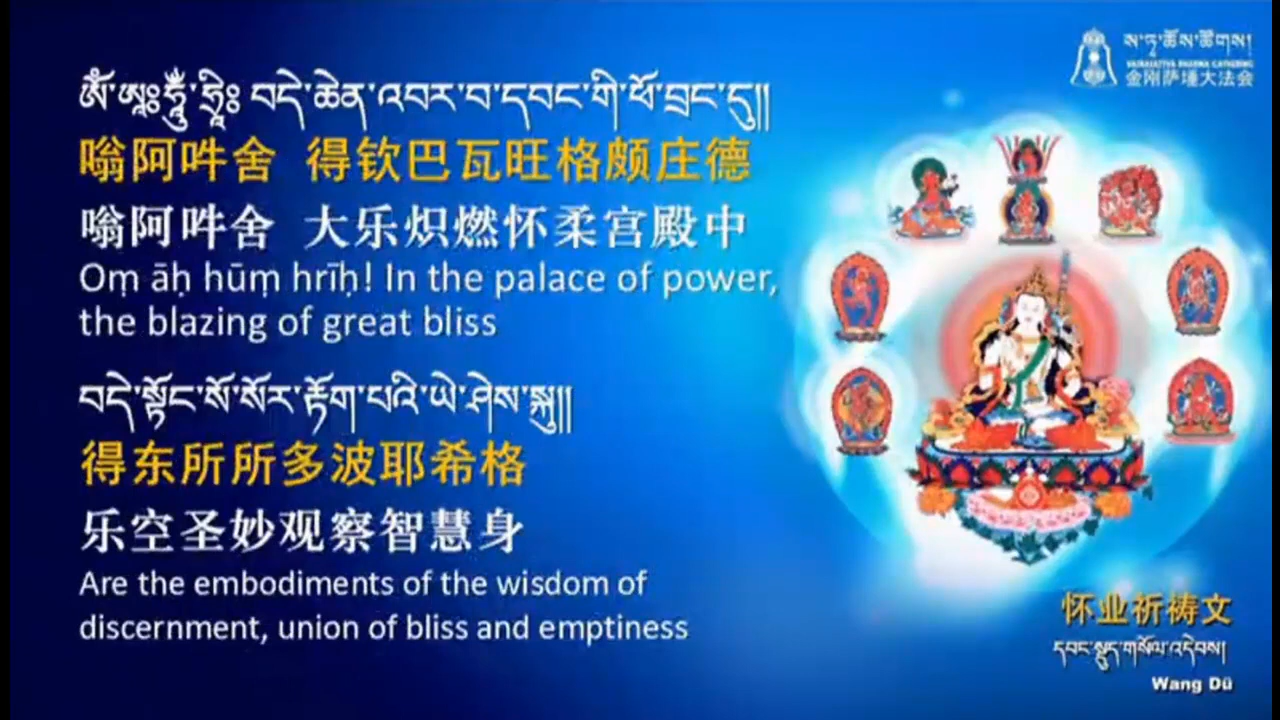 ས་ཏྭ་ཚོས་ཚོགས།
VAJRASATTVA DHARMA GATHERING
金刚萨埵大法会
ༀ་ཨཱཿཧཱུྃ་ཧྲཱིཿ བདེ་ཆེན་འབར་བ་དབང་གི་ཕོ་བྲང་དུ།།
嗡阿吽舍 得钦巴瓦旺格颇庄德
嗡阿吽舍 大乐炽燃怀柔宫殿中
Oṃ āḥ hūṃ hrīḥ! In the palace of power,
the blazing of great bliss
བདེ་སྟོང་སོ་སོར་རྟོག་པའི་ཡེ་ཤེས་སྐུ།།
得东所所多波耶希格
乐空圣妙观察智慧身
Are the embodiments of the wisdom of
discernment, union of bliss and emptiness
怀业祈祷文
དབང་སྡུད་གསོལ་འདེབས།
Wang Dü